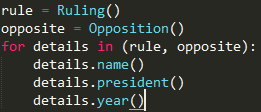 rule = Ruling()
opposite = Opposition()
for details in (rule, opposite):
    details.name()
    details.president()
    details.year()